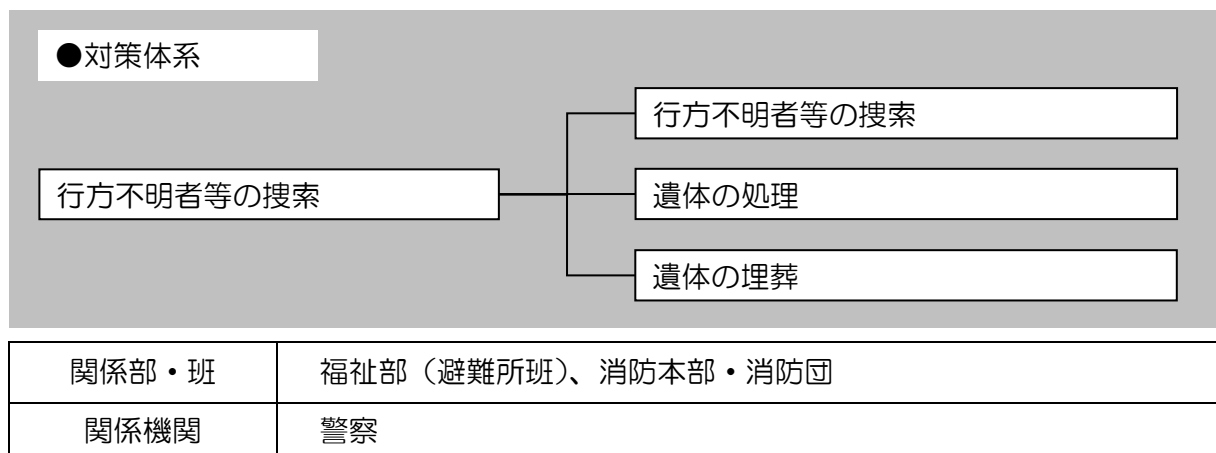 ●対策体系
行方不明者等の捜索
行方不明者等の捜索
遺体の処理
遺体の埋葬
関係部・班 福祉部（避難所班）、消防本部・消防団
関係機関 警察